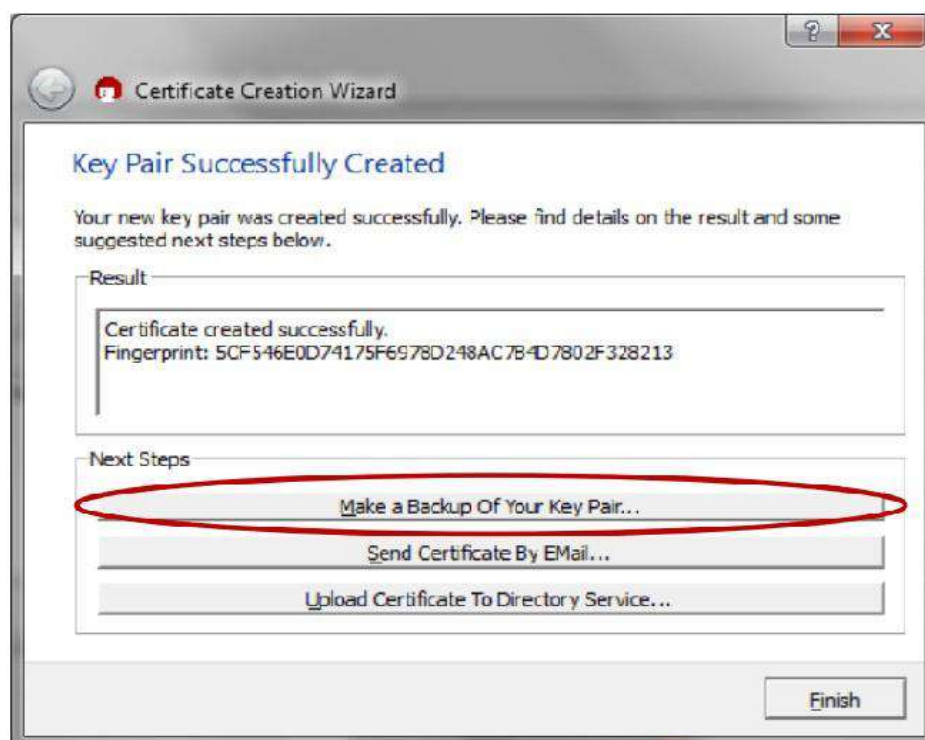 Certificate Creation Wizard
Key Pair Successfully Created
Your new key pair was created successfully. Please find details on the result and some
suggested next steps below.
Result
Certificate created successfully.
Fingerprint: 5CF546E0D74175F6978D248AC7B4D7802F328213
Next Steps
Make a Backup Of Your Key Pair...
Send Certificate By EMail...
Upload Certificate To Directory Service...
Finish